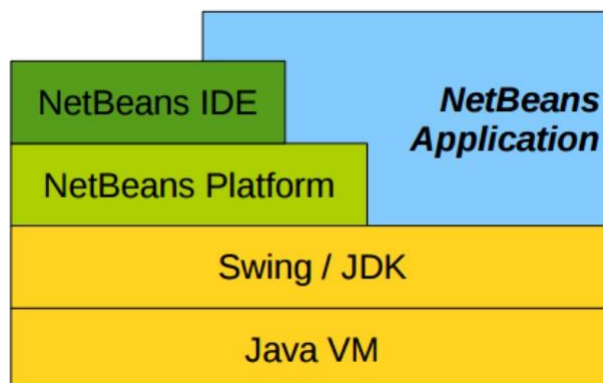 NetBeans IDE
NetBeans
Application
NetBeans Platform
Swing / JDK
Java VM